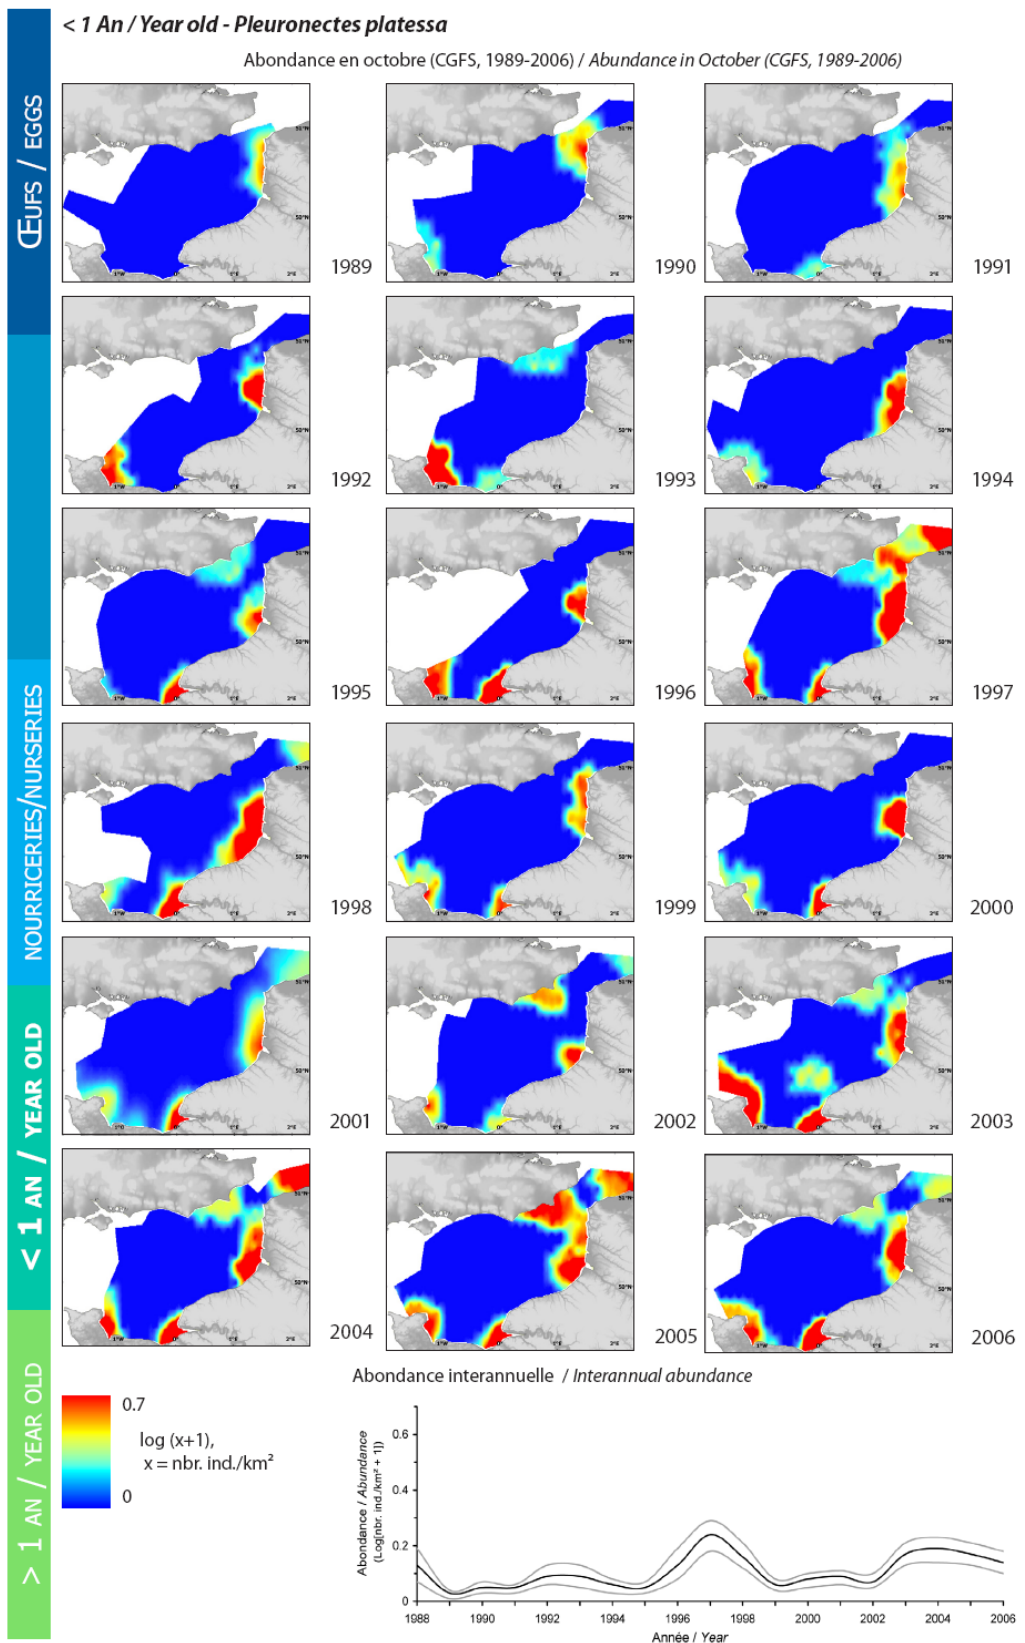 < 1 An / Year old - Pleuronectes platessa
Abondance en octobre (CGFS, 1989-2006) / Abundance in October (CGFS, 1989-2006)
ŒUFS / EGGS
NOURRICERIES/NURSERIES
< 1 AN / YEAR OLD
> 1 AN / YEAR OLD
1989
1990
1991
1992
1993
1994
1995
1996
1997
1998
1999
2000
2001
2002
2003
2004
2005
2006
Abondance interannuelle / Interannual abundance
0.7
log (x+1),
x = nbr. ind./km²
0
Abondance / Abundance
(Log[nbr. ind./km² + 1])
0.6
0.4
0.2
0
1988 1990 1992 1994 1996 1998 2000 2002 2004 2006
Année / Year